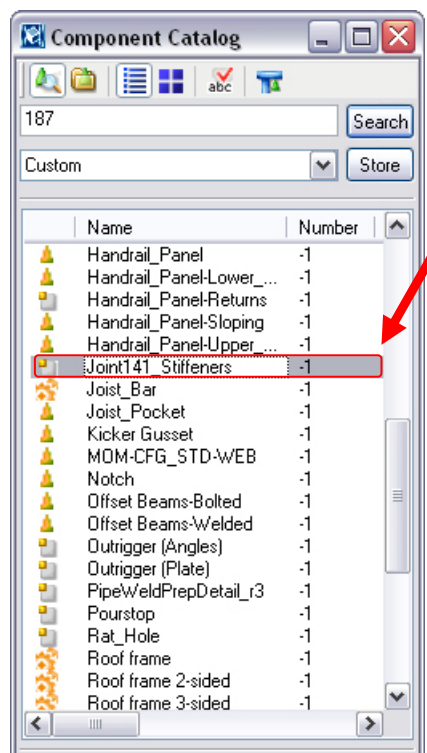 Component Catalog
abc
187 Search
Custom Store
Name Number
Handrail_Panel -1
Handrail_Panel-Lower_... -1
Handrail_Panel-Returns -1
Handrail_Panel-Sloping -1
Handrail_Panel-Upper_... -1
Joint141_Stiffeners -1
Joist_Bar -1
Joist_Pocket -1
Kicker Gusset -1
MOM-CFG_STD-WEB -1
Notch -1
Offset Beams-Bolted -1
Offset Beams-Welded -1
Outrigger (Angles) -1
Outrigger (Plate) -1
PipeWeldPrepDetail_r3 -1
Pourstop -1
Rat_Hole -1
Roof frame -1
Roof frame 2-sided -1
Roof frame 3-sided -1